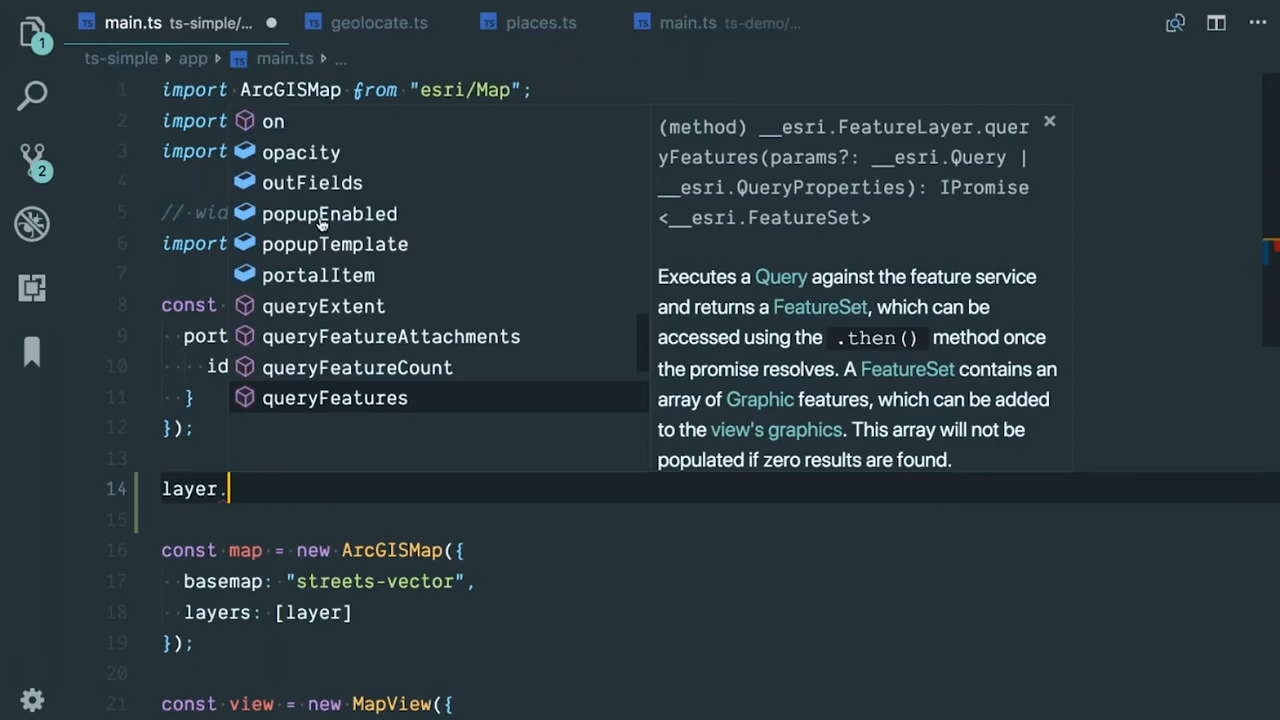 main.ts ts-simple/... geolocate.ts places.ts main.ts ts-demo/... ...
ts-simple > app > main.ts > ...
1 import ArcGISMap from "esri/Map";
2 import
3 import
4
5 // wid
6 import
7
8 const
9 port
10 id
11 }
12 });
13
14 layer.
15
16 const map = new ArcGISMap({
17 basemap: "streets-vector",
18 layers: [layer]
19 });
20
21 const view = new MapView({
on
opacity
outFields
popupEnabled
popupTemplate
portalItem
queryExtent
queryFeatureAttachments
queryFeatureCount
queryFeatures
(method) __esri.FeatureLayer.quer
yFeatures(params?: __esri.Query |
__esri.QueryProperties): IPromise
<__esri.FeatureSet>
Executes a Query against the feature service
and returns a FeatureSet, which can be
accessed using the .then() method once
the promise resolves. A FeatureSet contains an
array of Graphic features, which can be added
to the view's graphics. This array will not be
populated if zero results are found.
1
2